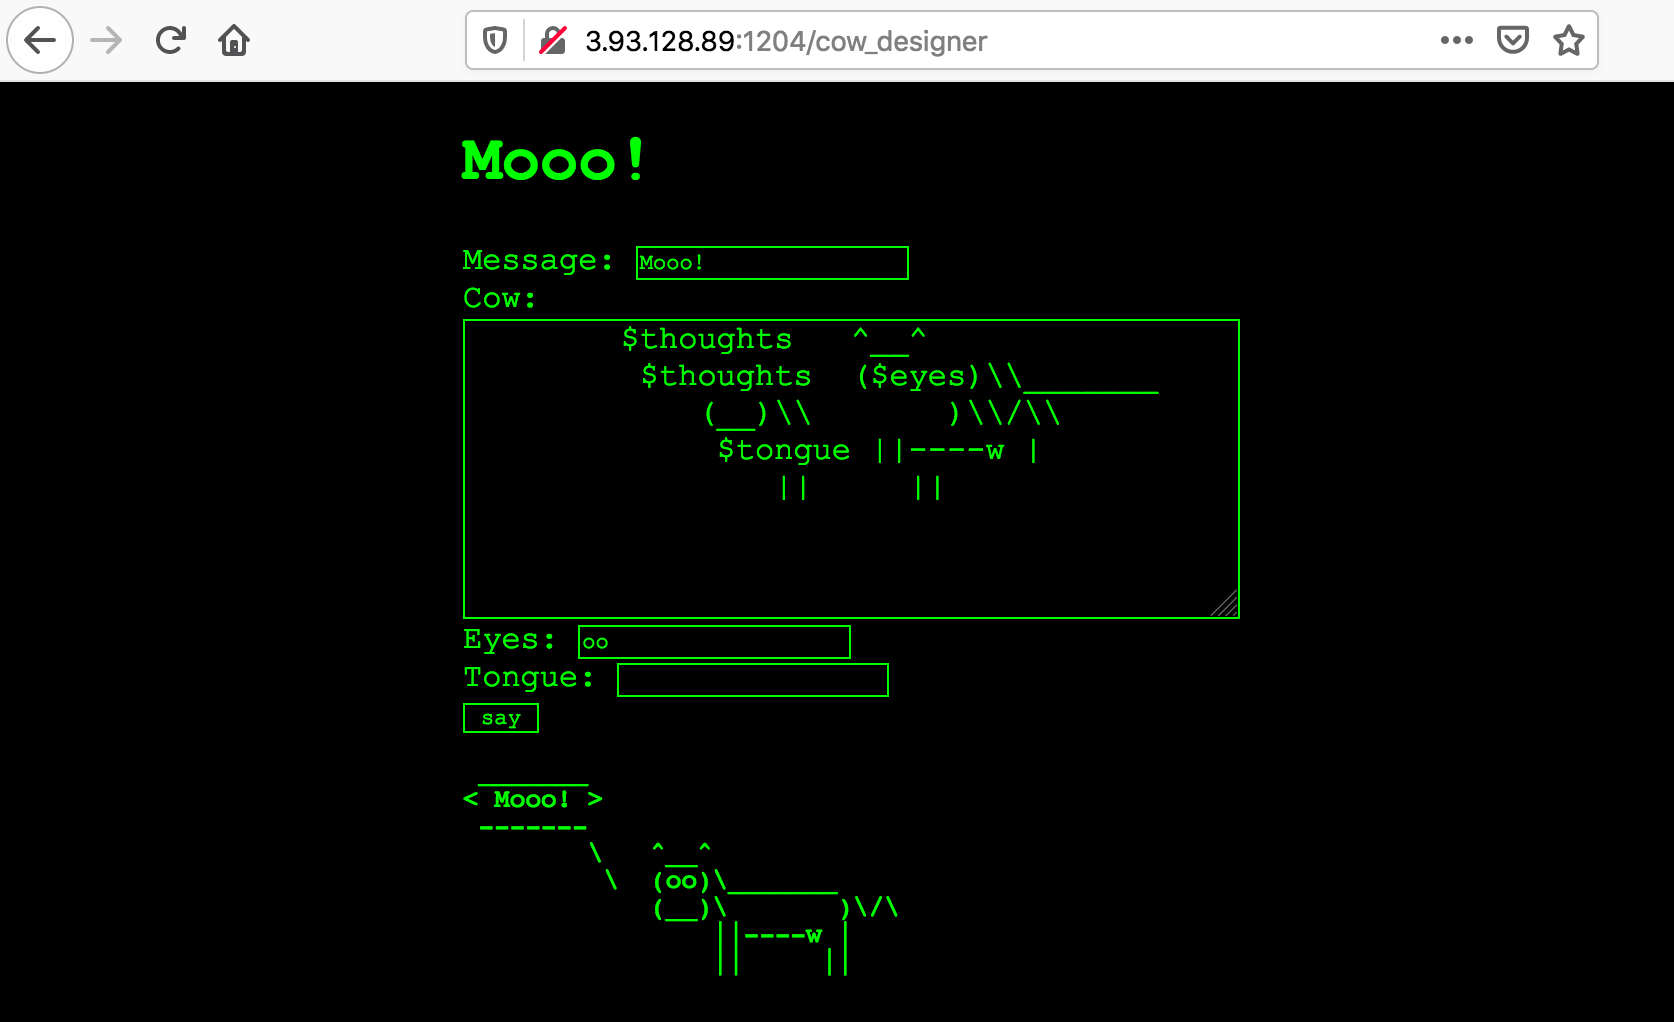 3.93.128.89:1204/cow_designer
Mooo!
Message: Mooo!
Cow:
        $thoughts   ^__^
         $thoughts  ($eyes)\\_______
            (__)\\       )\\/\\
             $tongue ||----w |
                ||     ||
Eyes: oo
Tongue:
say
 _______
< Mooo! >
 -------
        \   ^__^
         \  (oo)\_______
            (__)\       )\/\
                ||----w |
                ||     ||